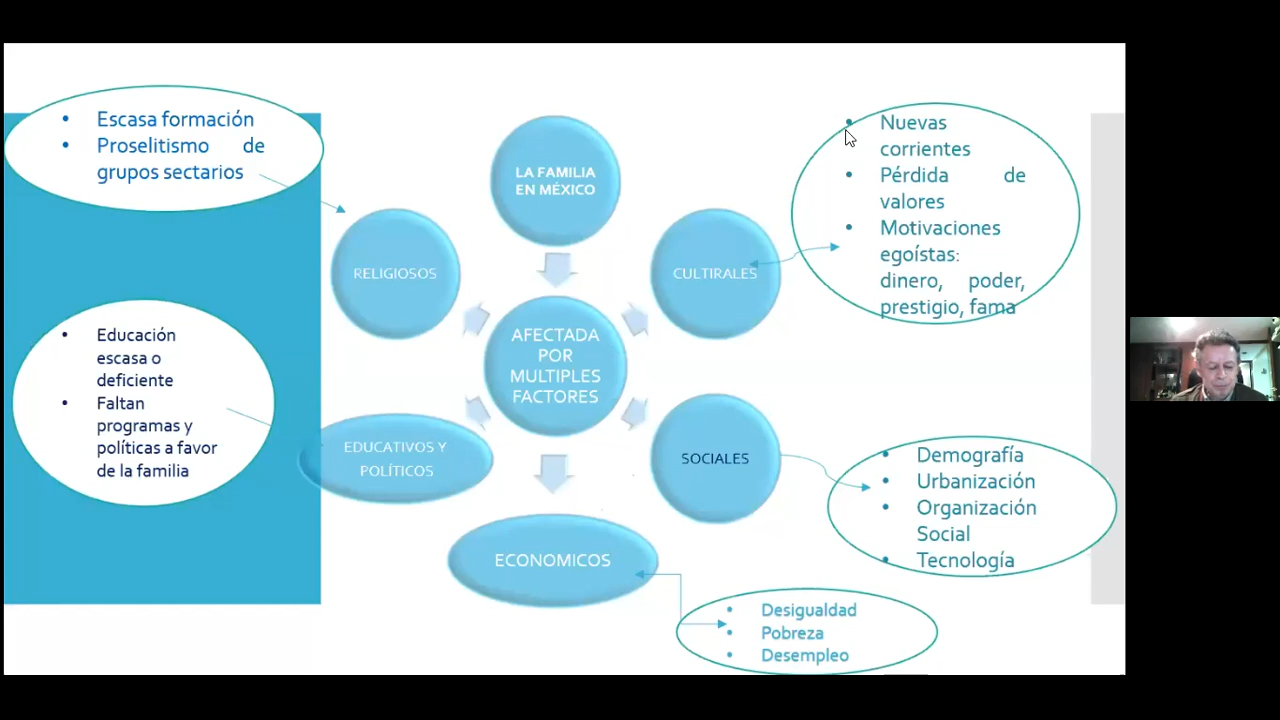 LA FAMILIA
EN MÉXICO
AFECTADA
POR
MULTIPLES
FACTORES
RELIGIOSOS
• Escasa formación
• Proselitismo de
grupos sectarios
CULTIRALES
• Nuevas
corrientes
• Pérdida de
valores
• Motivaciones
egoístas:
dinero, poder,
prestigio, fama
EDUCATIVOS Y
POLÍTICOS
• Educación
escasa o
deficiente
• Faltan
programas y
políticas a favor
de la familia
SOCIALES
• Demografía
• Urbanización
• Organización
Social
• Tecnología
ECONOMICOS
• Desigualdad
• Pobreza
• Desempleo